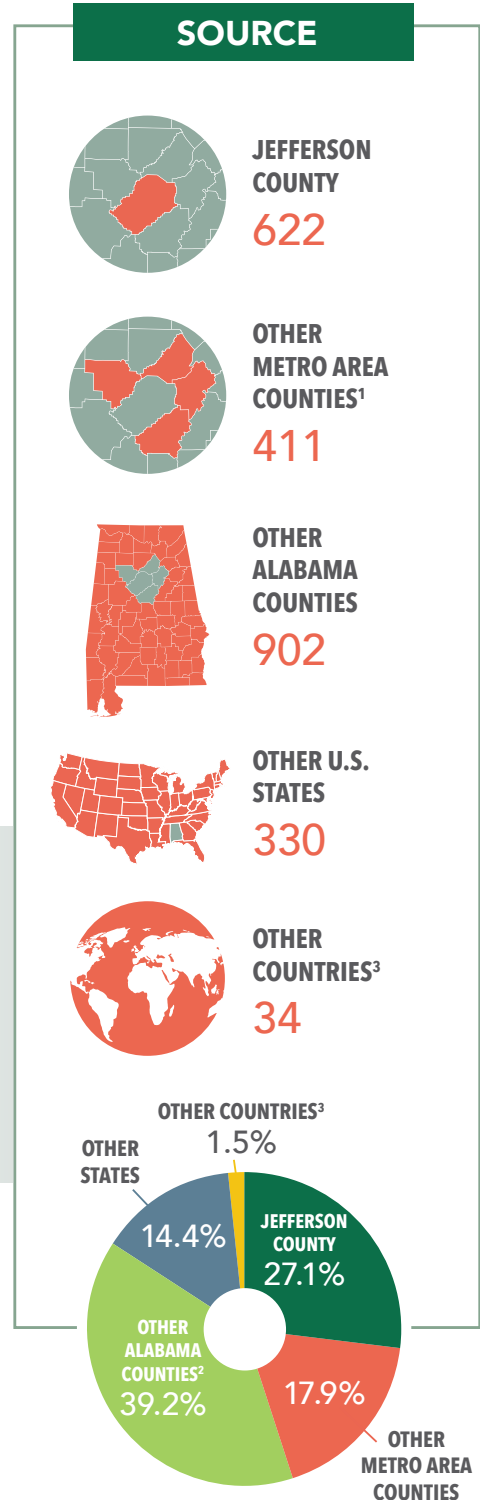 SOURCE
JEFFERSON
COUNTY
622
OTHER
METRO AREA
COUNTIES¹
411
OTHER
ALABAMA
COUNTIES
902
OTHER U.S.
STATES
330
OTHER
COUNTRIES³
34
OTHER COUNTRIES³
1.5%
OTHER
STATES
14.4%
JEFFERSON
COUNTY
27.1%
OTHER
ALABAMA
COUNTIES²
39.2%
17.9%
OTHER
METRO AREA
COUNTIES